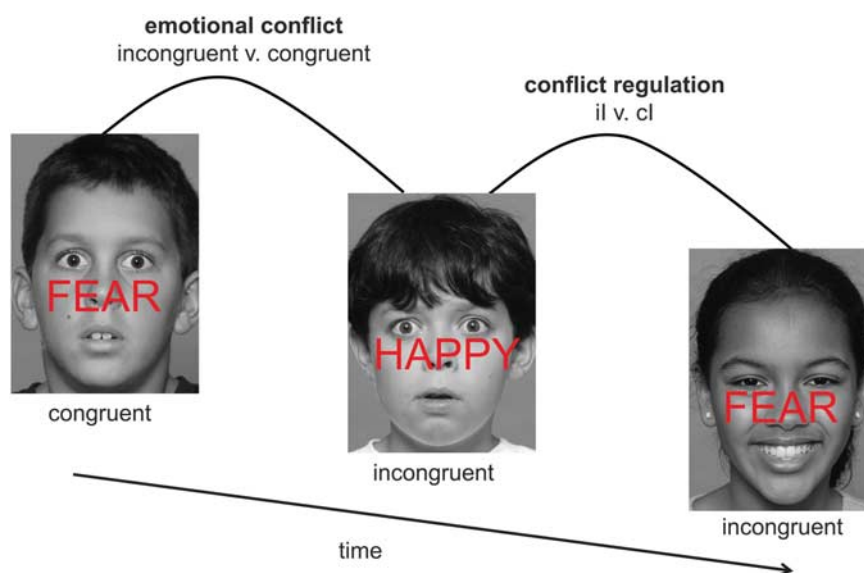 emotional conflict
incongruent v. congruent
conflict regulation
iI v. cI
FEAR
congruent
HAPPY
incongruent
FEAR
incongruent
time